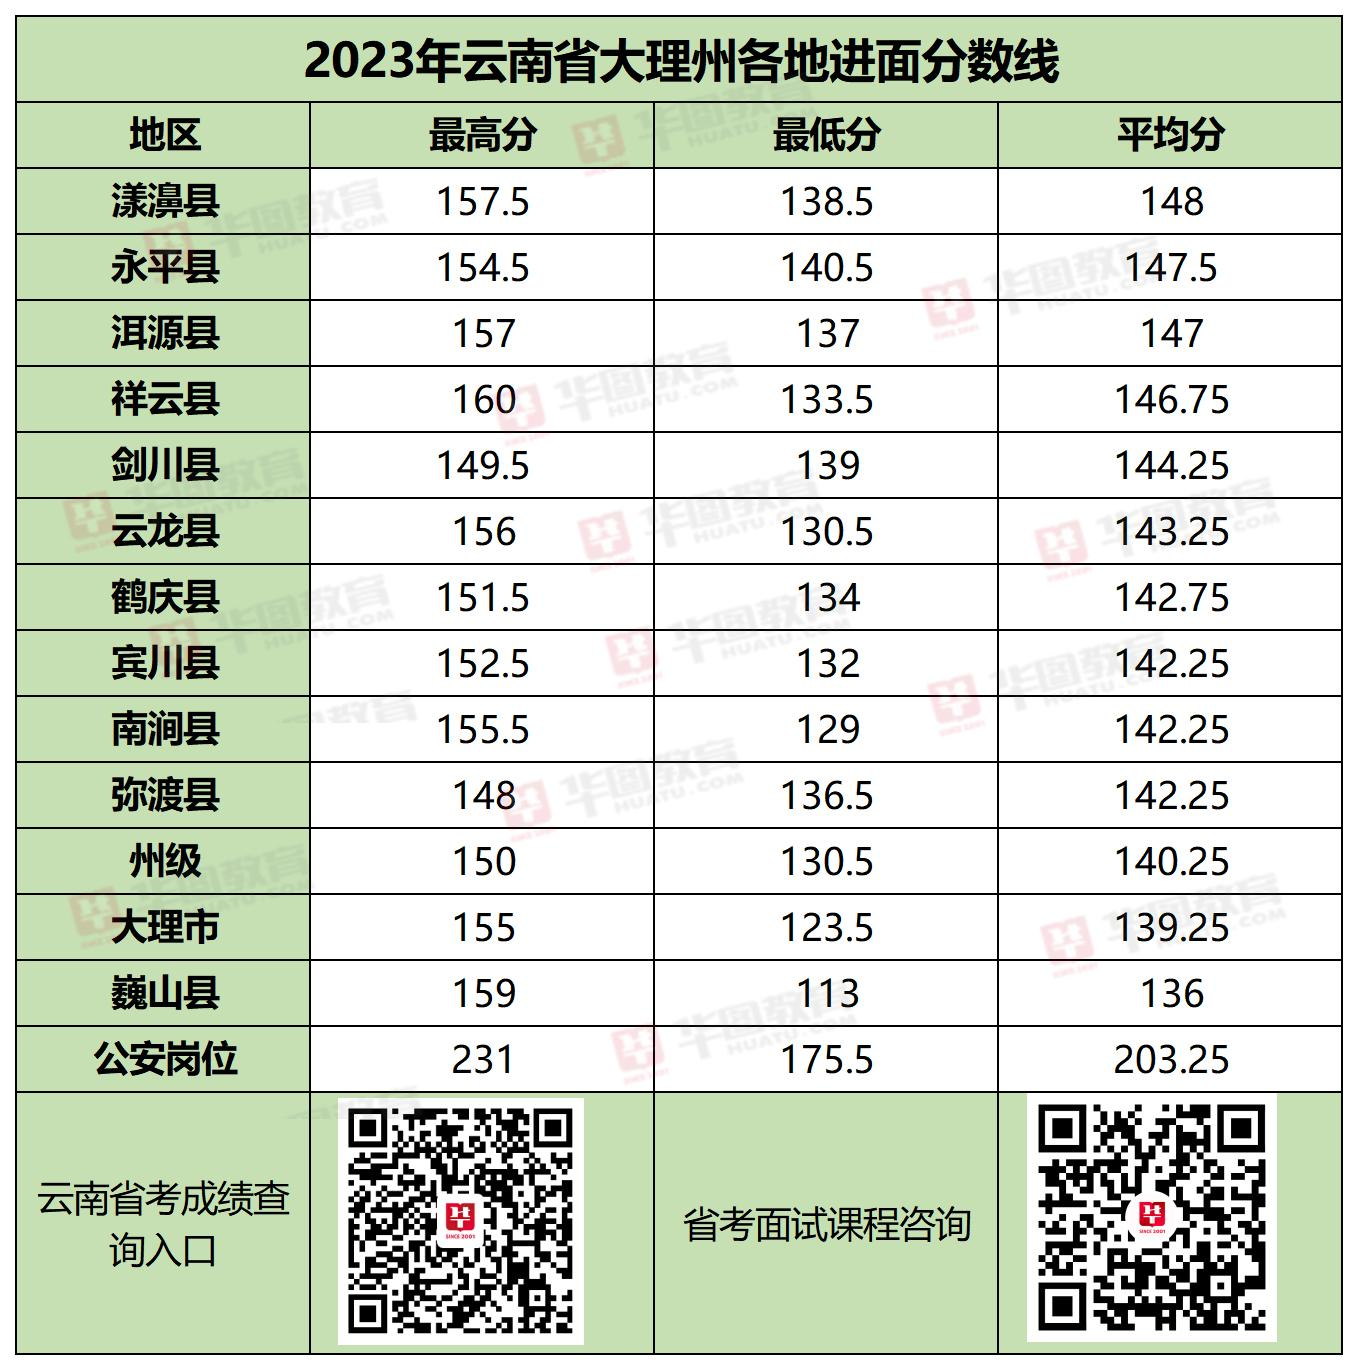 2023年云南省大理州各地进面分数线
地区 最高分 最低分 平均分
漾濞县 157.5 138.5 148
永平县 154.5 140.5 147.5
洱源县 157 137 147
祥云县 160 133.5 146.75
剑川县 149.5 139 144.25
云龙县 156 130.5 143.25
鹤庆县 151.5 134 142.75
宾川县 152.5 132 142.25
南涧县 155.5 129 142.25
弥渡县 148 136.5 142.25
州级 150 130.5 140.25
大理市 155 123.5 139.25
巍山县 159 113 136
公安岗位 231 175.5 203.25
云南省考成绩查
询入口
省考面试课程咨询
华图教育
HUATU.COM
SINCE 2001